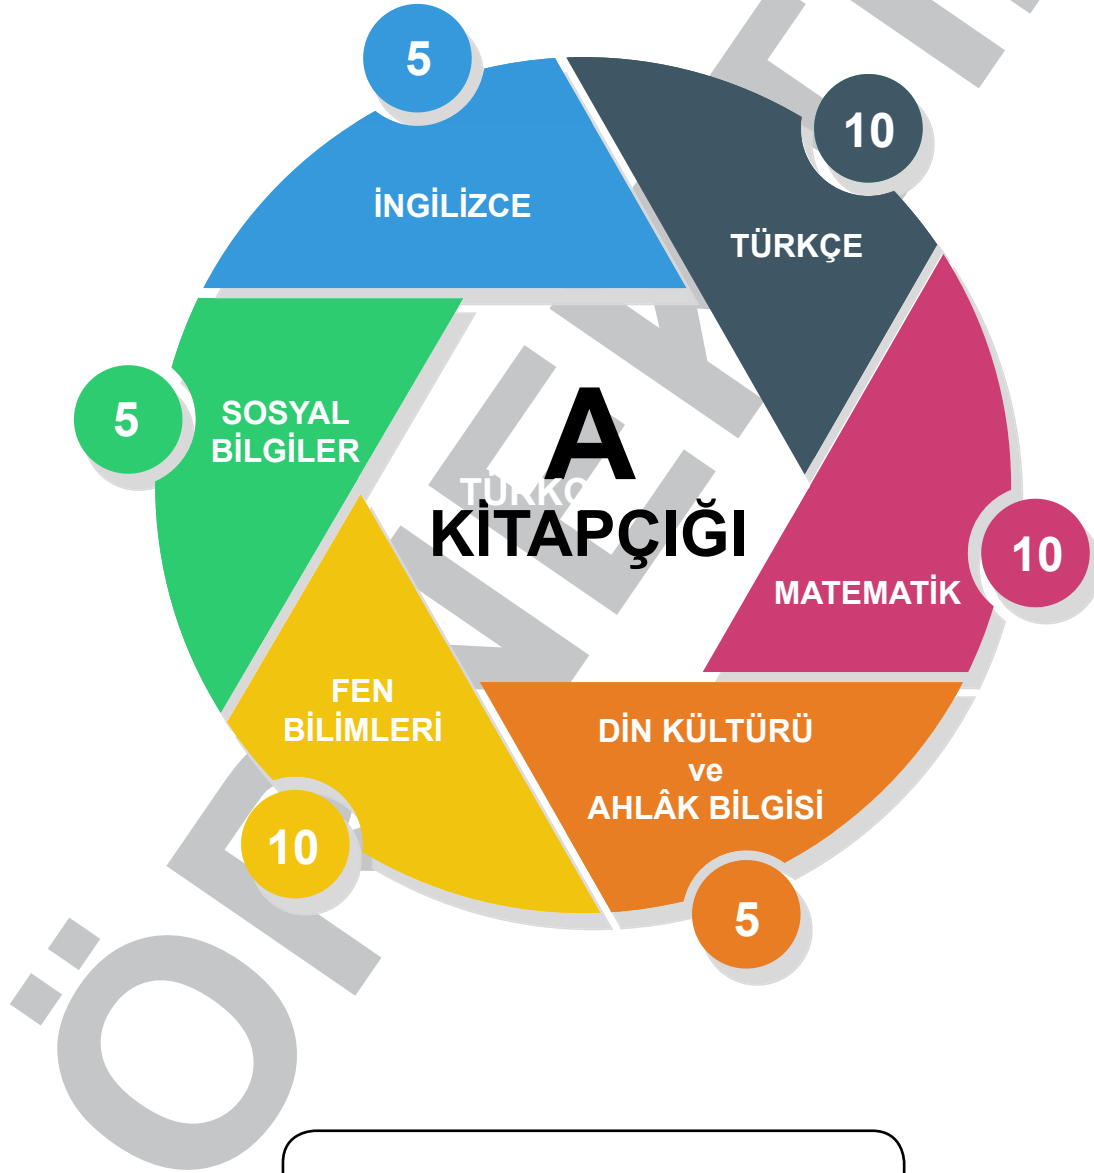 5
İNGİLİZCE
10
TÜRKÇE
5
SOSYAL
BİLGİLER
A
KİTAPÇIĞI
10
MATEMATİK
FEN
BİLİMLERİ
10
DİN KÜLTÜRÜ
ve
AHLÂK BİLGİSİ
5